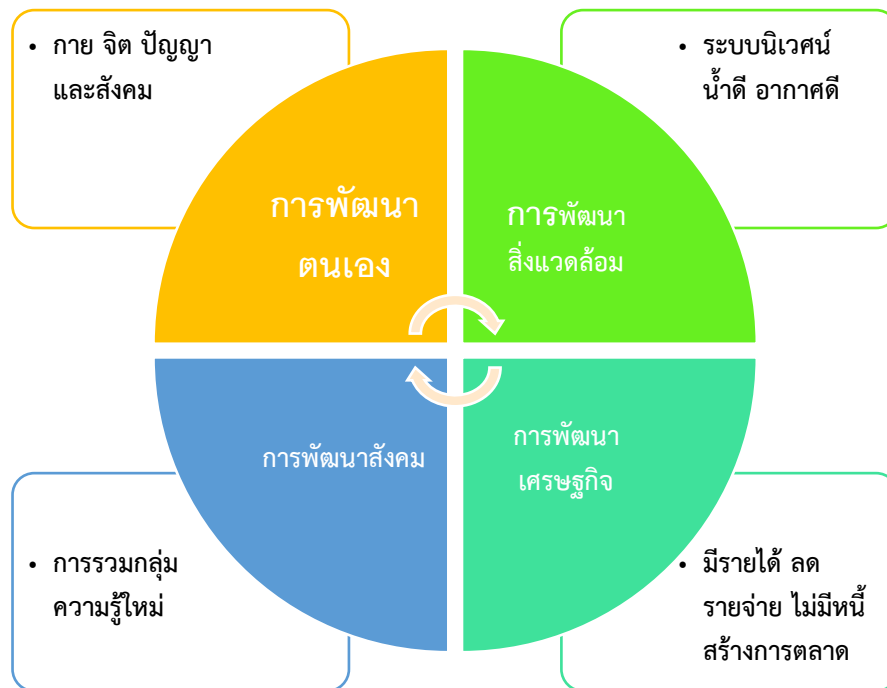 • กาย จิต ปัญญา
และสังคม
• ระบบนิเวศน์
น้ำดี อากาศดี
การพัฒนา
ตนเอง
การพัฒนา
สิ่งแวดล้อม
การพัฒนาสังคม
การพัฒนา
เศรษฐกิจ
• การรวมกลุ่ม
ความรู้ใหม่
• มีรายได้ ลด
รายจ่าย ไม่มีหนี้
สร้างการตลาด